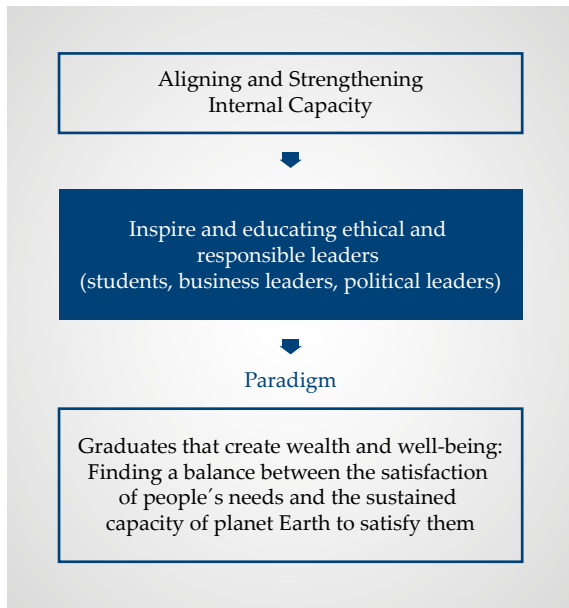 Aligning and Strengthening
Internal Capacity
Inspire and educating ethical and
responsible leaders
(students, business leaders, political leaders)
Paradigm
Graduates that create wealth and well-being:
Finding a balance between the satisfaction
of people´s needs and the sustained
capacity of planet Earth to satisfy them